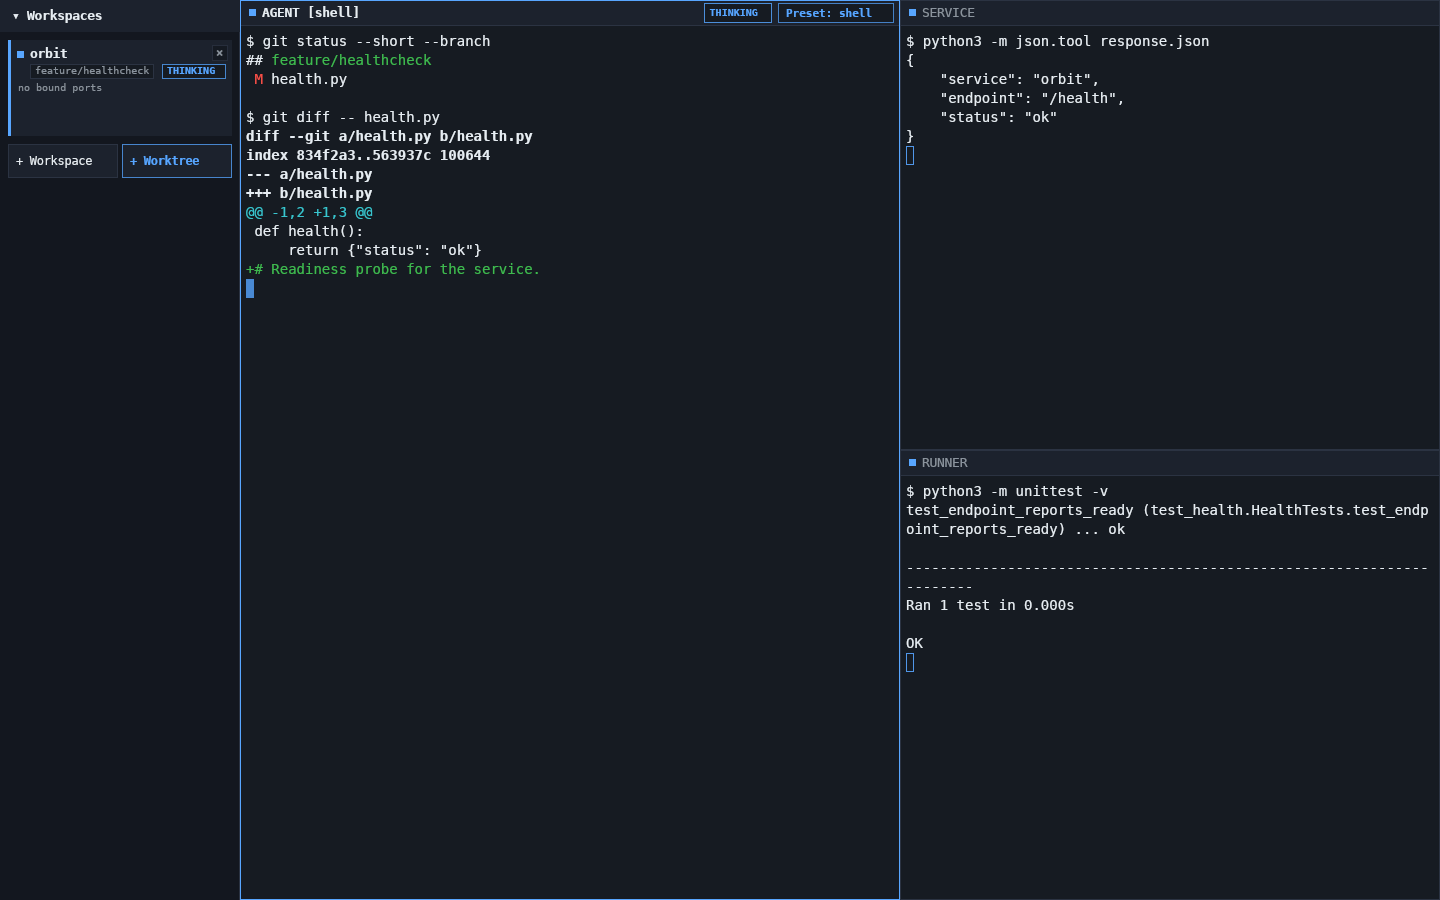 ▾ Workspaces
orbit ×
feature/healthcheck THINKING
no bound ports
+ Workspace + Worktree
AGENT [shell] THINKING Preset: shell
$ git status --short --branch
## feature/healthcheck
 M health.py

$ git diff -- health.py
diff --git a/health.py b/health.py
index 834f2a3..563937c 100644
--- a/health.py
+++ b/health.py
@@ -1,2 +1,3 @@
 def health():
     return {"status": "ok"}
+# Readiness probe for the service.
SERVICE
$ python3 -m json.tool response.json
{
    "service": "orbit",
    "endpoint": "/health",
    "status": "ok"
}
RUNNER
$ python3 -m unittest -v
test_endpoint_reports_ready (test_health.HealthTests.test_endp
oint_reports_ready) ... ok

--------------------------------------------------------------
--------
Ran 1 test in 0.000s

OK